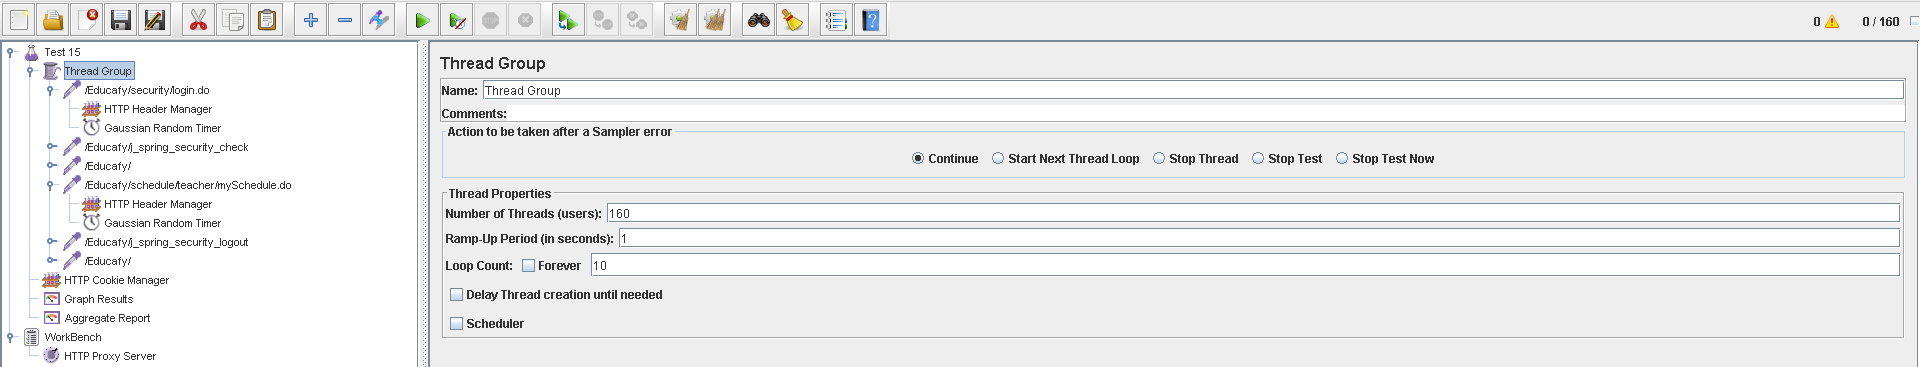 0 0 / 160
Test 15
Thread Group
/Educafy/security/login.do
HTTP Header Manager
Gaussian Random Timer
/Educafy/j_spring_security_check
/Educafy/
/Educafy/schedule/teacher/mySchedule.do
HTTP Header Manager
Gaussian Random Timer
/Educafy/j_spring_security_logout
/Educafy/
HTTP Cookie Manager
Graph Results
Aggregate Report
WorkBench
HTTP Proxy Server
Thread Group
Name: Thread Group
Comments:
Action to be taken after a Sampler error
Continue Start Next Thread Loop Stop Thread Stop Test Stop Test Now
Thread Properties
Number of Threads (users): 160
Ramp-Up Period (in seconds): 1
Loop Count: Forever 10
Delay Thread creation until needed
Scheduler